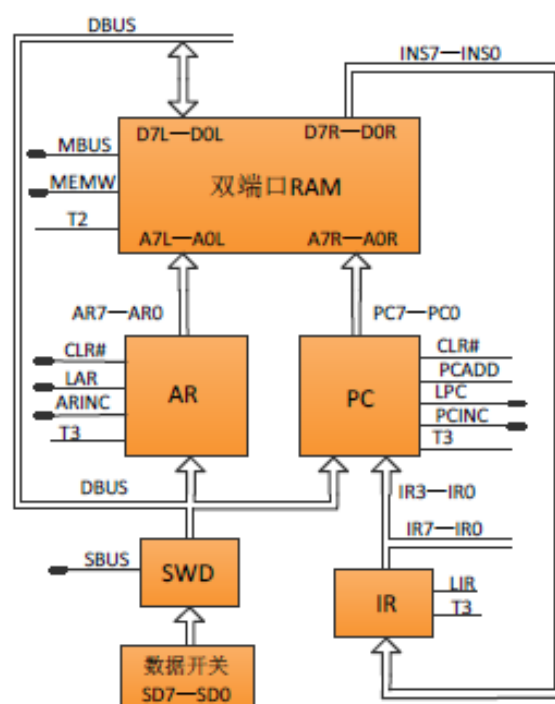 DBUS
INS7—INS0
D7L—D0L
D7R—D0R
MBUS
双端口RAM
MEMW
T2
A7L—A0L
A7R—A0R
AR7—AR0
PC7—PC0
CLR#
LAR
ARINC
T3
AR
PC
CLR#
PCADD
LPC
PCINC
T3
DBUS
IR3—IR0
IR7—IR0
SBUS
SWD
IR
LIR
T3
数据开关
SD7—SD0